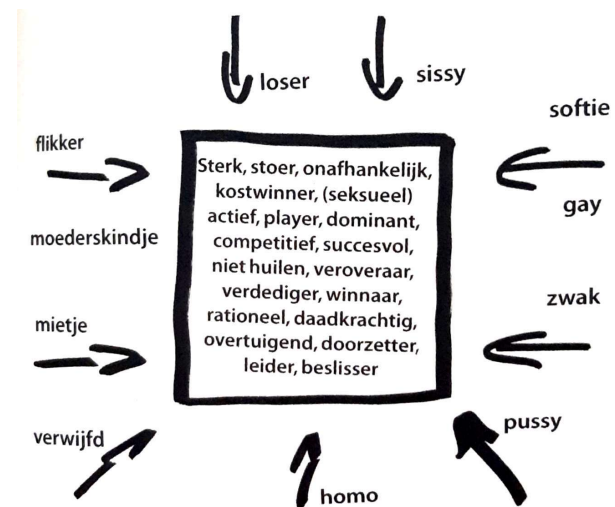 loser
sissy
softie
flikker
gay
moederskindje
Sterk, stoer, onafhankelijk,
kostwinner, (seksueel)
actief, player, dominant,
competitief, succesvol,
niet huilen, veroveraar,
verdediger, winnaar,
rationeel, daadkrachtig,
overtuigend, doorzetter,
leider, beslisser
zwak
mietje
pussy
verwijfd
homo